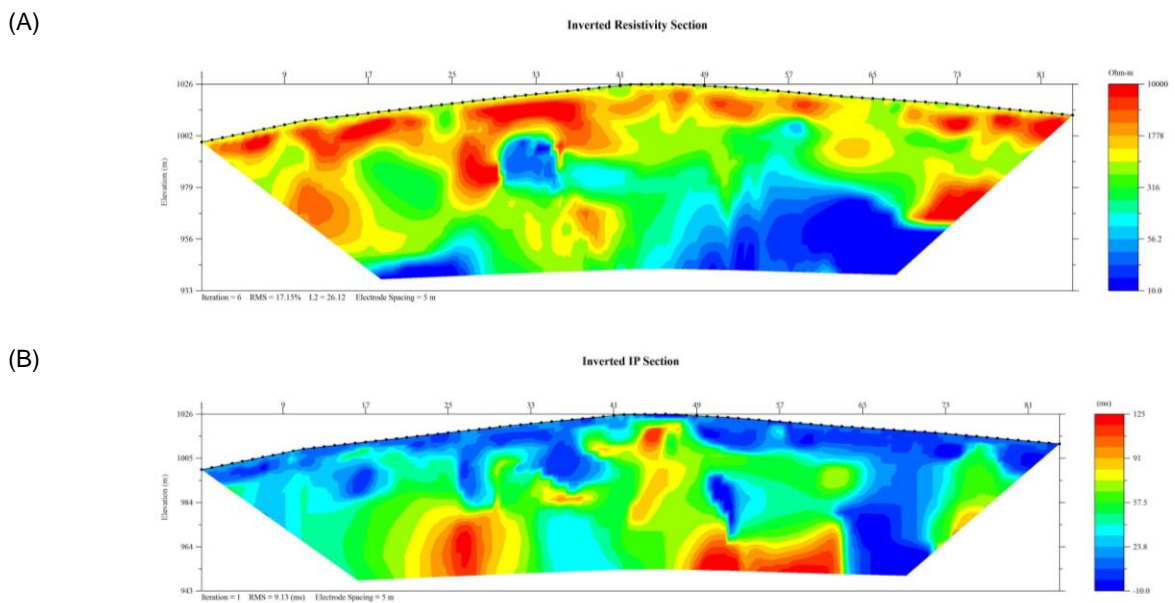 (A)
Inverted Resistivity Section
1 9 17 25 33 41 49 57 65 73 81
Ohm-m
1026 10000
1002 1778
979 316
956 56.2
933 10.0
Elevation (m)
Iteration = 6 RMS = 17.15% L2 = 26.12 Electrode Spacing = 5 m
(B)
Inverted IP Section
1 9 17 25 33 41 49 57 65 73 81
(ms)
1026 125
1005 91
984 57.5
964 23.8
943 -10.0
Elevation (m)
Iteration = 1 RMS = 9.13 (ms) Electrode Spacing = 5 m